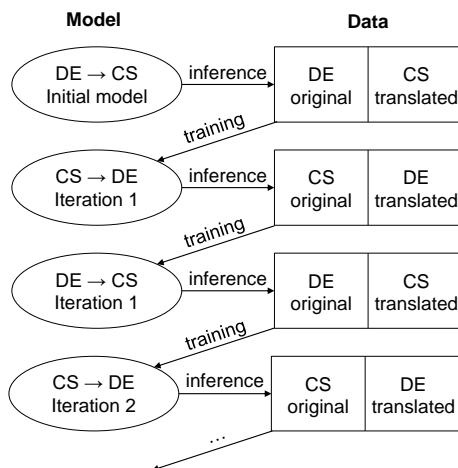 Model
Data
DE → CS
Initial model
inference
DE
original
CS
translated
training
CS → DE
Iteration 1
inference
CS
original
DE
translated
training
DE → CS
Iteration 1
inference
DE
original
CS
translated
training
CS → DE
Iteration 2
inference
CS
original
DE
translated
...